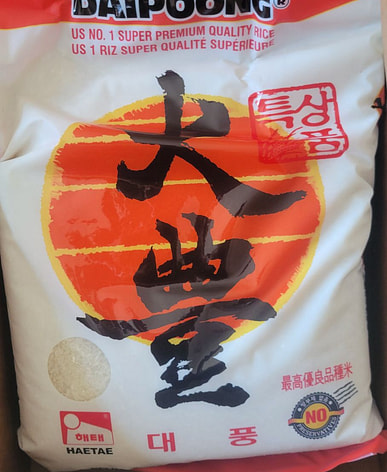 DAIPOONG®
US NO. 1 SUPER PREMIUM QUALITY RICE
US 1 RIZ SUPER QUALITÉ SUPÉRIEURE
특상품
大
豊
最高優良品種米
해태
HAETAE
대 풍
NO